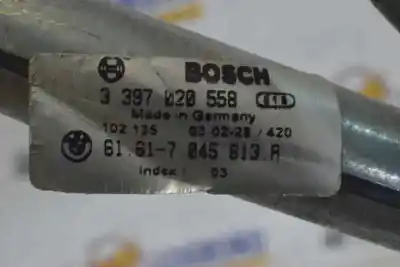 BOSCH
3 397 020 558
Made in Germany
102 135 03-02-28 / 420
61.61-7 045 813.A
Index: 03